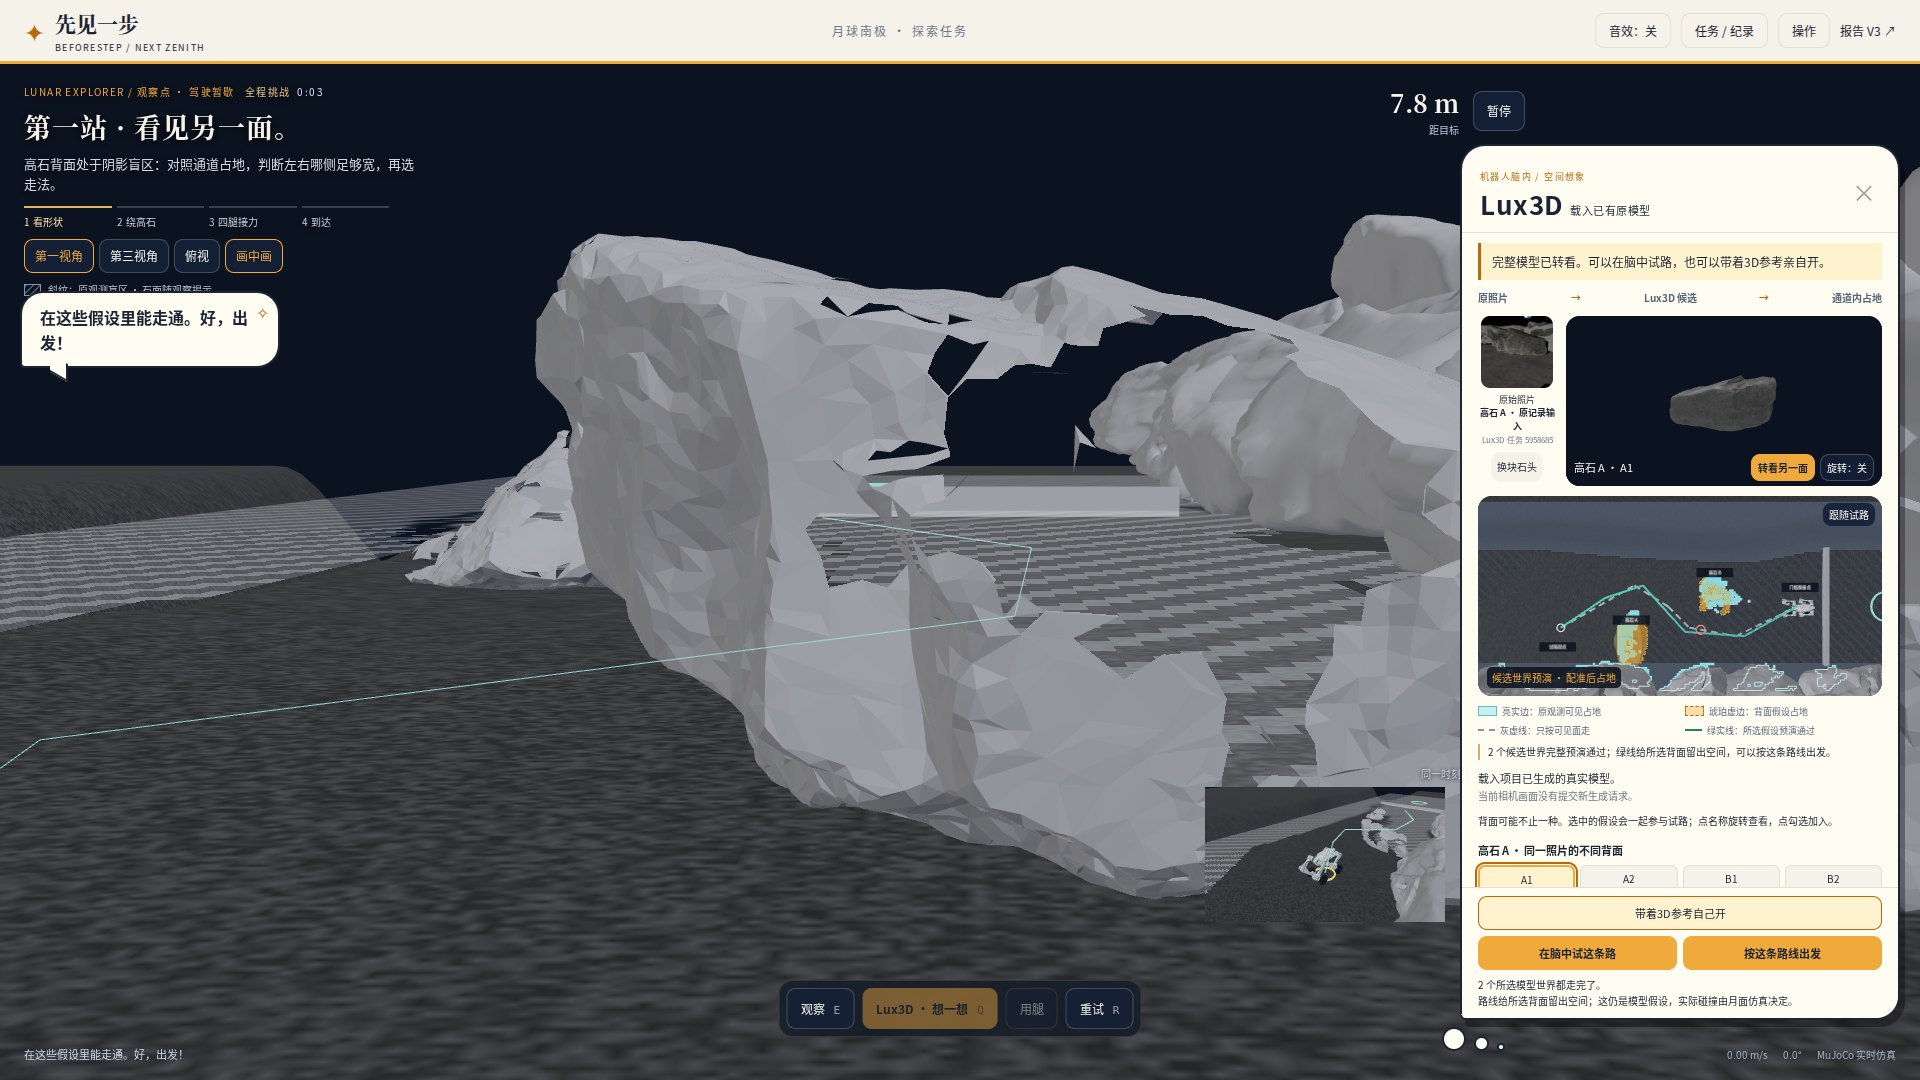 先见一步
BEFORESTEP / NEXT ZENITH
月球南极 · 探索任务
音效：关
任务 / 纪录
操作
报告 V3 ↗
LUNAR EXPLORER / 观察点 · 驾驶暂歇 全程挑战 0:03
第一站 · 看见另一面。
高石背面处于阴影盲区：对照通道占地，判断左右哪侧足够宽，再选
走法。
1 看形状
2 绕高石
3 四腿接力
4 到达
第一视角
第三视角
俯视
画中画
斜纹：原观测盲区 · 石面随观察揭示
在这些假设里能走通。好，出
发！
7.8 m
距目标
暂停
机器人脑内 / 空间想象
Lux3D 载入已有原模型
完整模型已转看。可以在脑中试路，也可以带着3D参考亲自开。
原照片 → Lux3D 候选 → 通道内占地
原始照片
高石 A · 原记录输
入
Lux3D 任务 5958685
换块石头
高石 A · A1
转看另一面
旋转：关
跟随试路
候选世界预演 · 配准后占地
亮实边：原观测可见占地
琥珀虚边：背面假设占地
灰虚线：只按可见面走
绿实线：所选假设预演通过
2 个候选世界完整预演通过；绿线给所选背面留出空间，可以按这条路线出发。
载入项目已生成的真实模型。
当前相机画面没有提交新生成请求。
背面可能不止一种。选中的假设会一起参与试路；点名称旋转查看，点勾选加入。
高石 A · 同一照片的不同背面
A1
A2
B1
B2
带着3D参考自己开
在脑中试这条路
按这条路线出发
2 个所选模型世界都走完了。
路线给所选背面留出空间；这仍是模型假设，实际碰撞由月面仿真决定。
同一时刻
观察 E
Lux3D · 想一想 Q
用腿
重试 R
在这些假设里能走通。好，出发！
0.00 m/s 0.0° MuJoCo 实时仿真